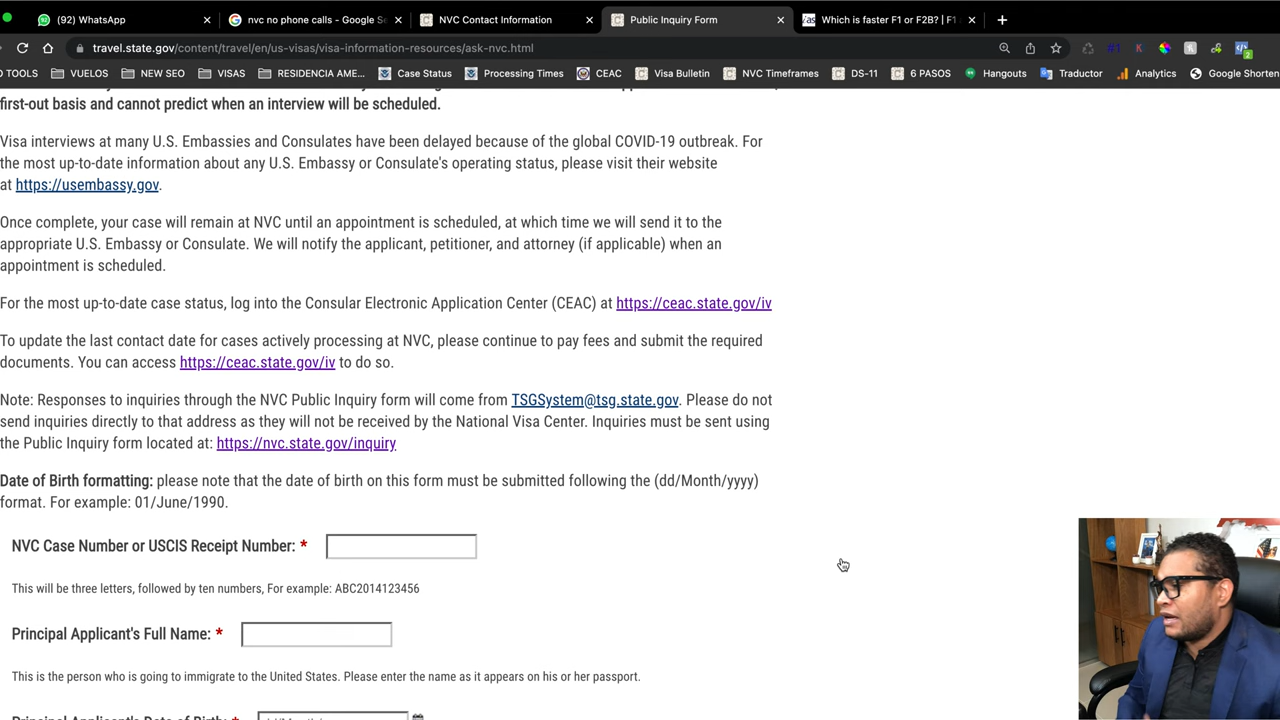 (92) WhatsApp
nvc no phone calls - Google Se
NVC Contact Information
Public Inquiry Form
Which is faster F1 or F2B? | F1
travel.state.gov/content/travel/en/us-visas/visa-information-resources/ask-nvc.html
TOOLS
VUELOS
NEW SEO
VISAS
RESIDENCIA AME...
Case Status
Processing Times
CEAC
Visa Bulletin
NVC Timeframes
DS-11
6 PASOS
Hangouts
Traductor
Analytics
Google Shorten
first-out basis and cannot predict when an interview will be scheduled.
Visa interviews at many U.S. Embassies and Consulates have been delayed because of the global COVID-19 outbreak. For
the most up-to-date information about any U.S. Embassy or Consulate's operating status, please visit their website
at https://usembassy.gov.
Once complete, your case will remain at NVC until an appointment is scheduled, at which time we will send it to the
appropriate U.S. Embassy or Consulate. We will notify the applicant, petitioner, and attorney (if applicable) when an
appointment is scheduled.
For the most up-to-date case status, log into the Consular Electronic Application Center (CEAC) at https://ceac.state.gov/iv
To update the last contact date for cases actively processing at NVC, please continue to pay fees and submit the required
documents. You can access https://ceac.state.gov/iv to do so.
Note: Responses to inquiries through the NVC Public Inquiry form will come from TSGSystem@tsg.state.gov. Please do not
send inquiries directly to that address as they will not be received by the National Visa Center. Inquiries must be sent using
the Public Inquiry form located at: https://nvc.state.gov/inquiry
Date of Birth formatting: please note that the date of birth on this form must be submitted following the (dd/Month/yyyy)
format. For example: 01/June/1990.
NVC Case Number or USCIS Receipt Number: *
This will be three letters, followed by ten numbers, For example: ABC2014123456
Principal Applicant's Full Name: *
This is the person who is going to immigrate to the United States. Please enter the name as it appears on his or her passport.
Principal Applicant's Date of Birth: *